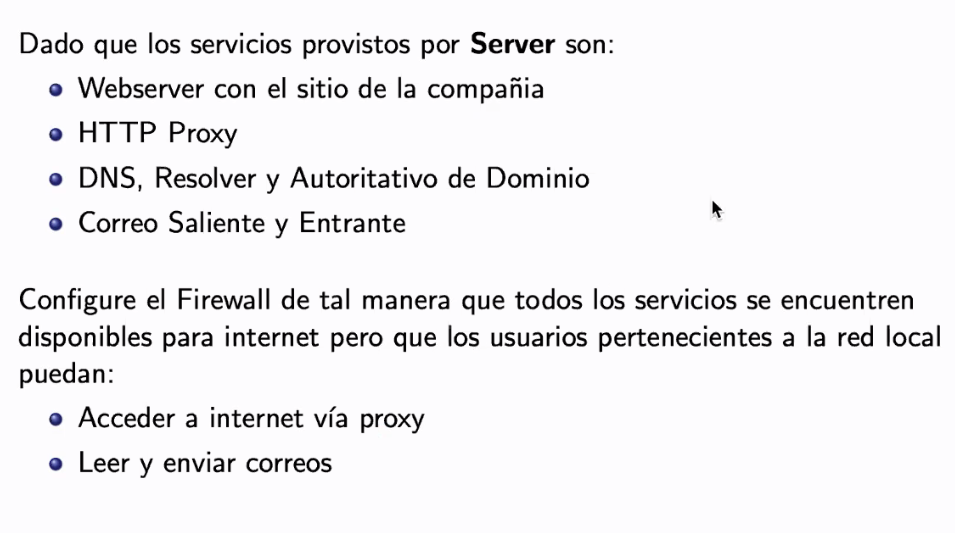 Dado que los servicios provistos por Server son:
Webserver con el sitio de la compañia
HTTP Proxy
DNS, Resolver y Autoritativo de Dominio
Correo Saliente y Entrante
Configure el Firewall de tal manera que todos los servicios se encuentren
disponibles para internet pero que los usuarios pertenecientes a la red local
puedan:
Acceder a internet vía proxy
Leer y enviar correos